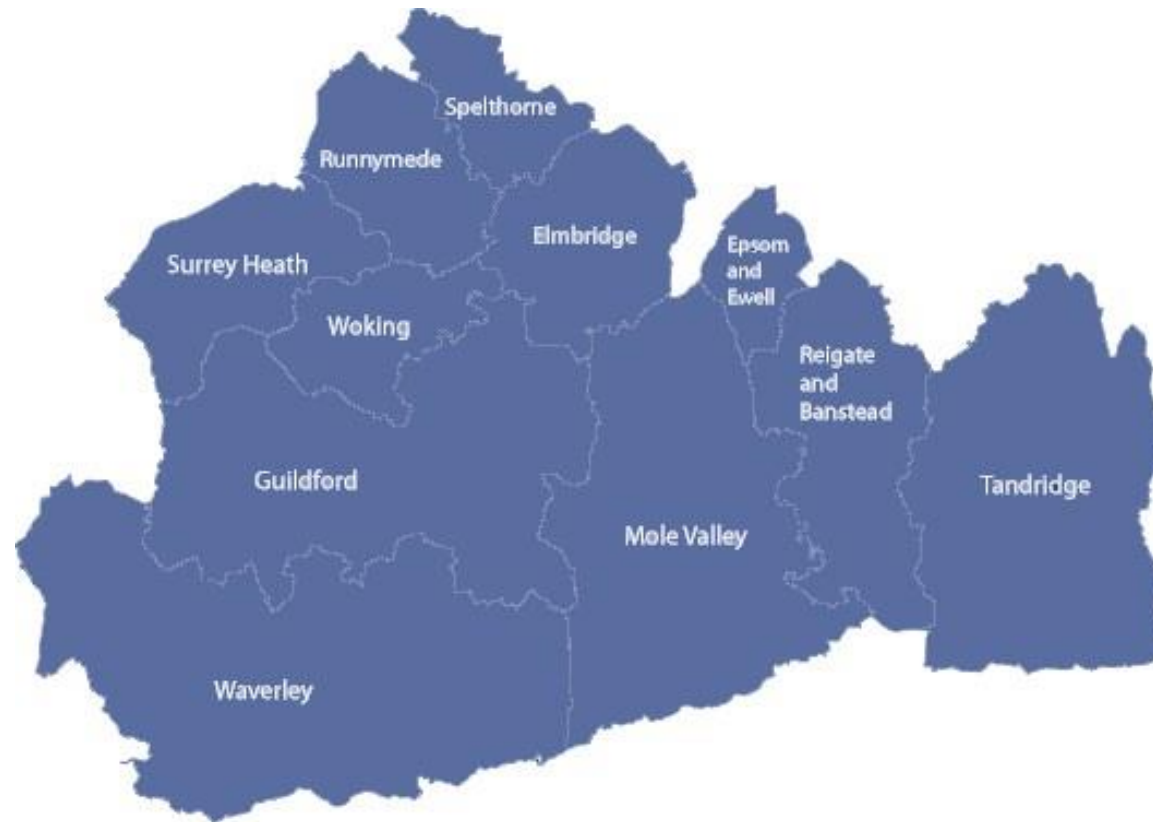 Spelthorne
Runnymede
Elmbridge
Surrey Heath
Epsom
and
Ewell
Woking
Reigate
and
Banstead
Guildford
Tandridge
Mole Valley
Waverley